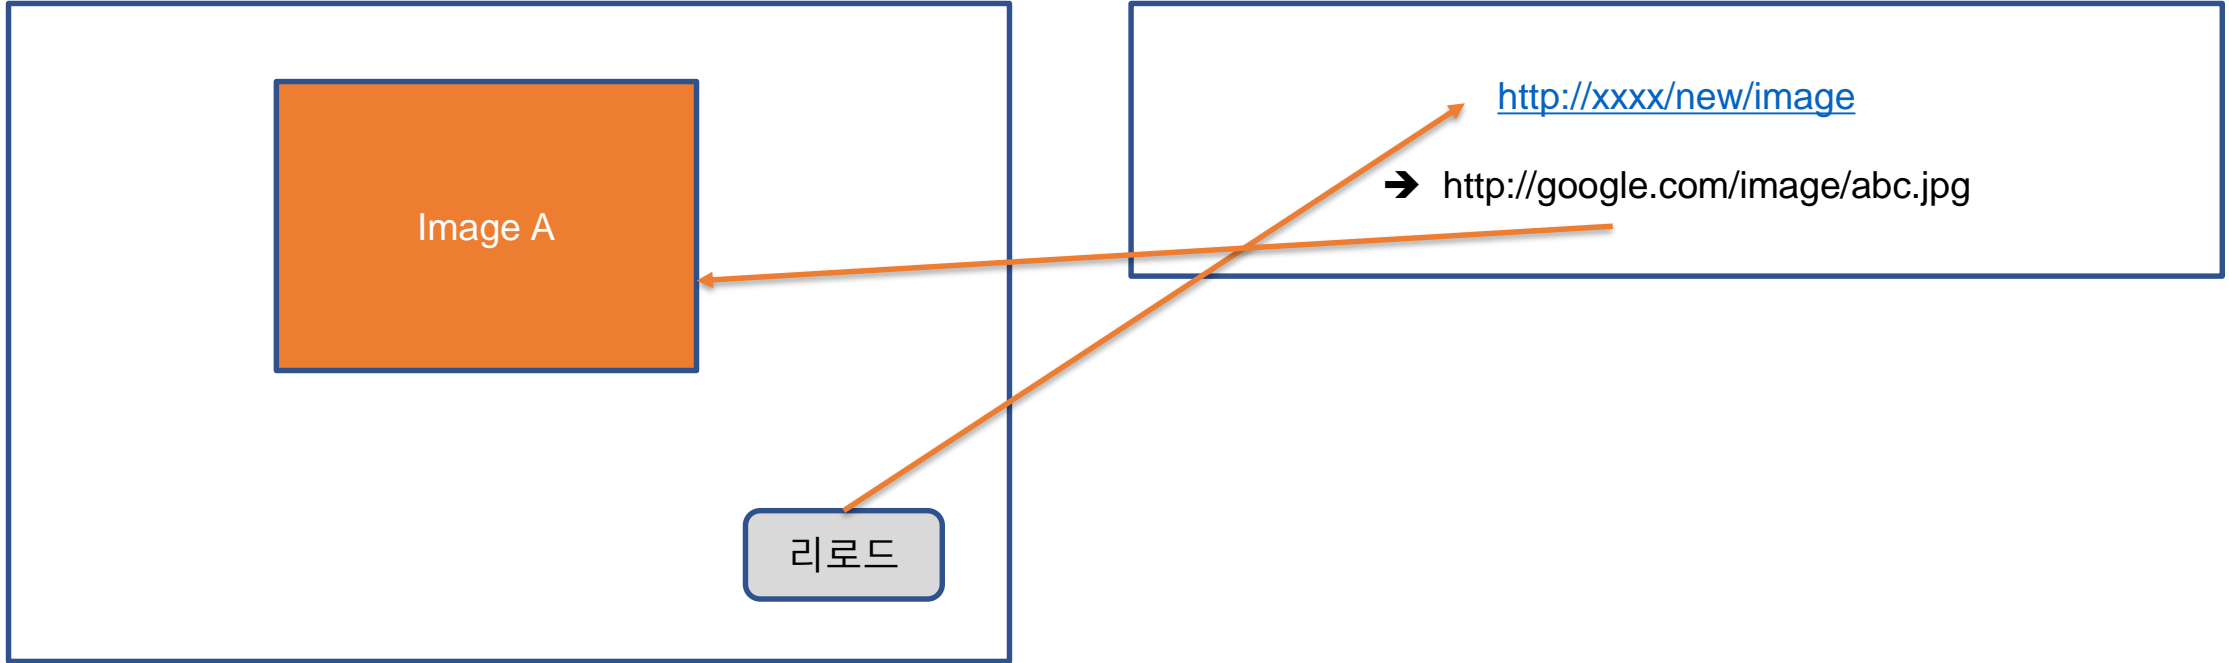 Image A
리로드
http://xxxx/new/image
➔ http://google.com/image/abc.jpg